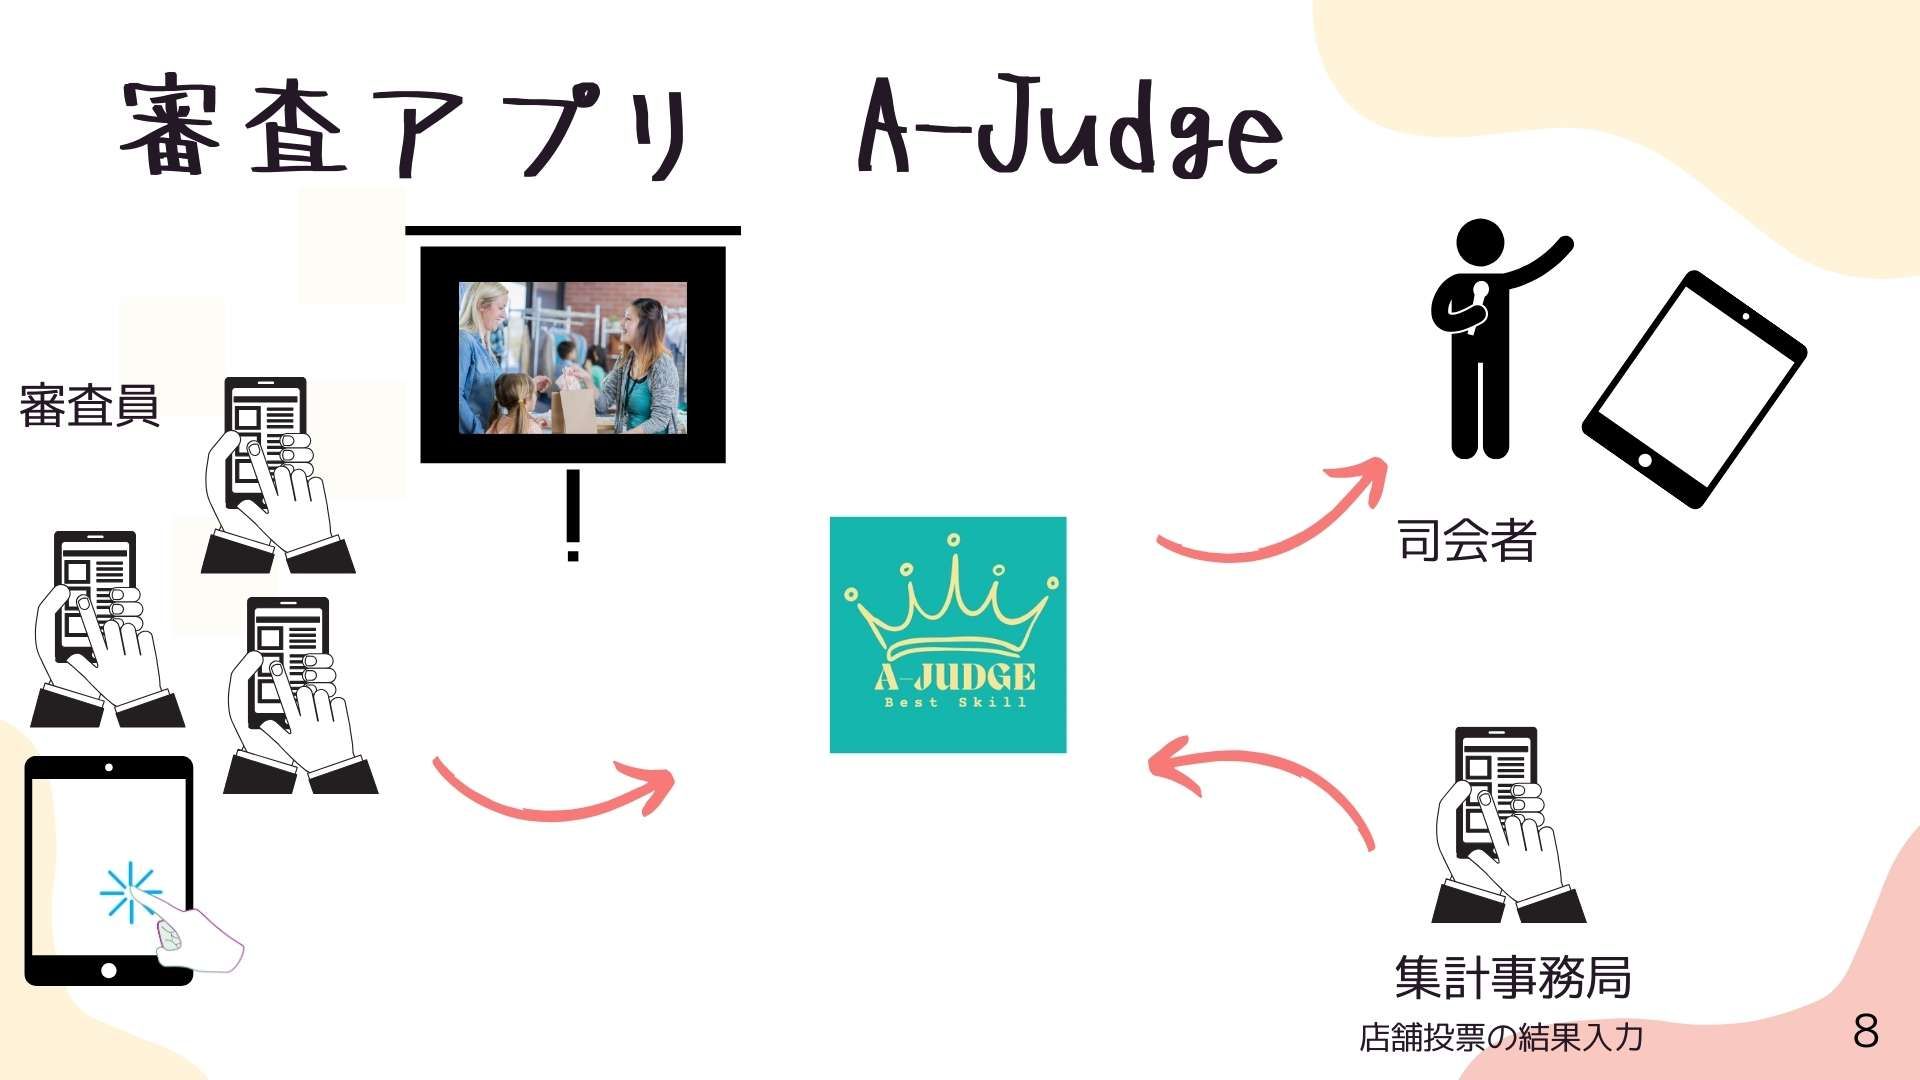 審査アプリ A-Judge
審査員
司会者
A-JUDGE
Best Skill
集計事務局
店舗投票の結果入力
8